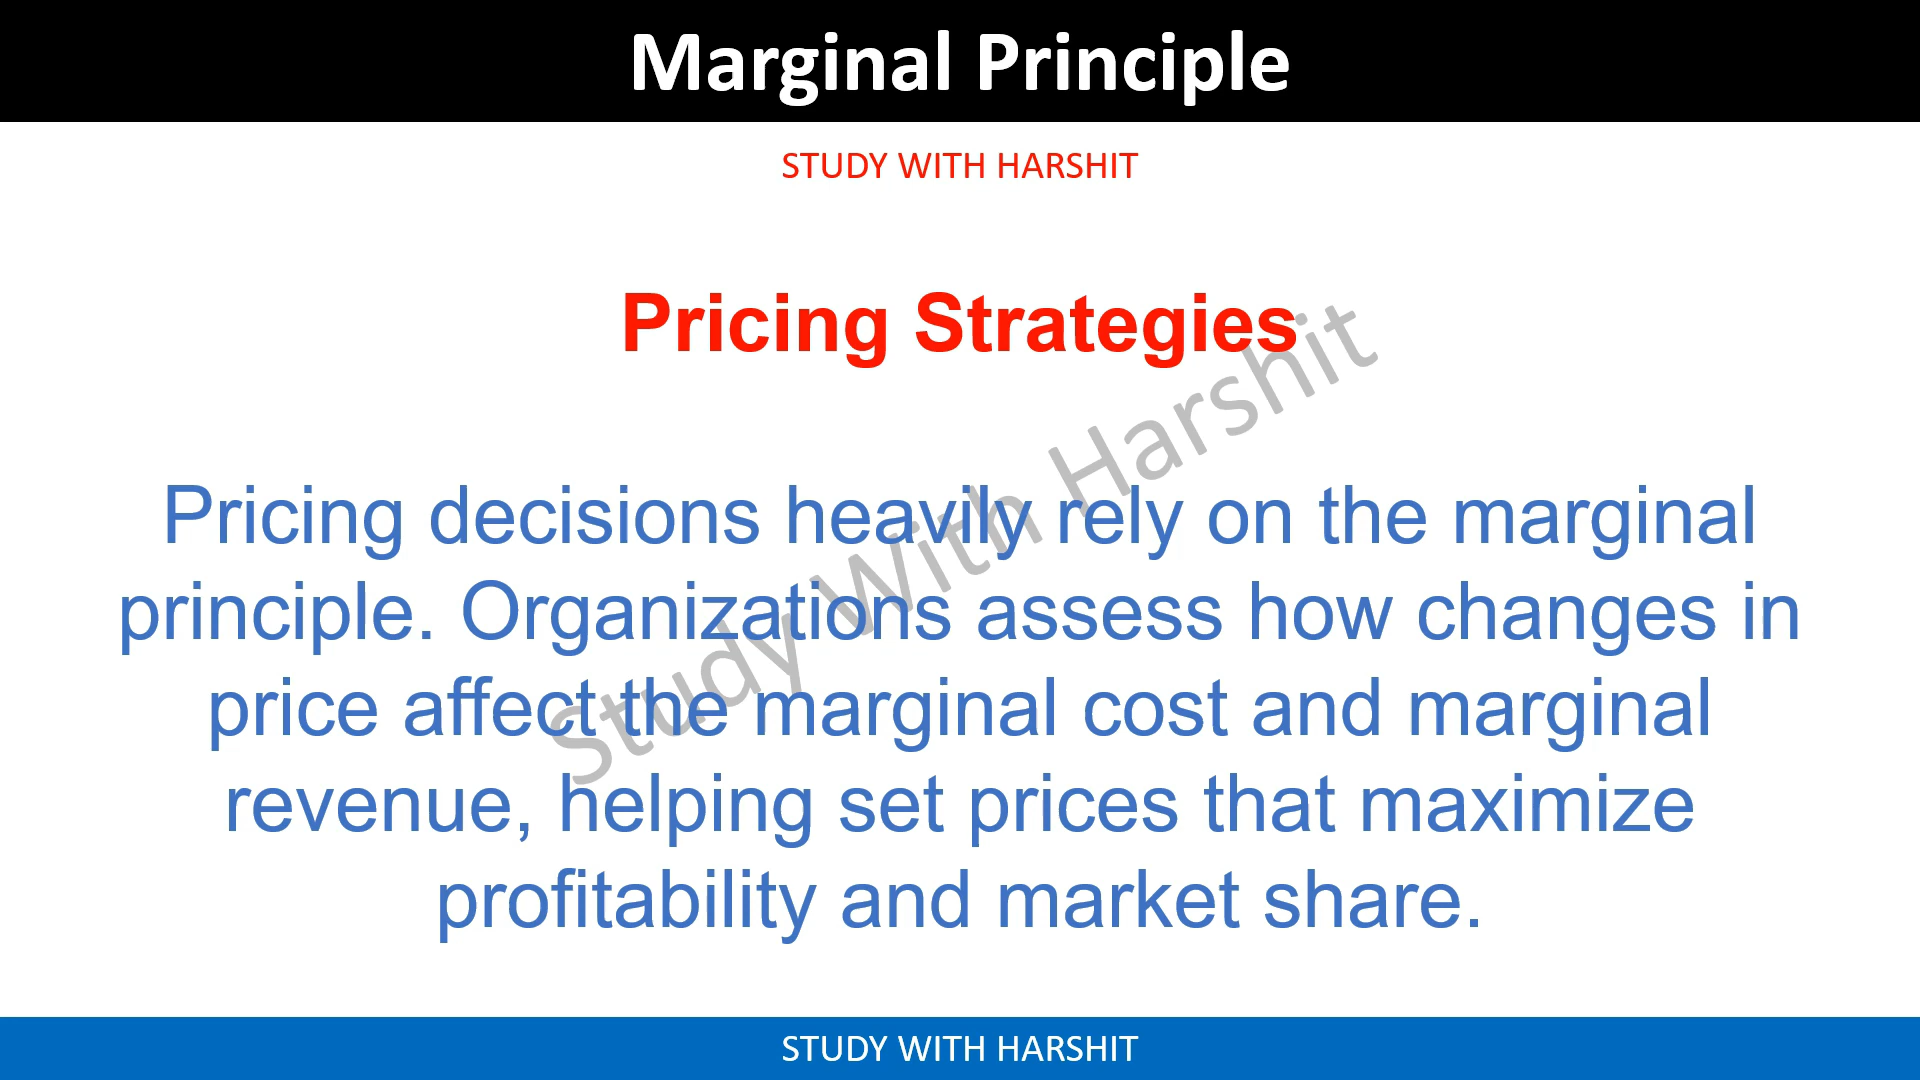 Marginal Principle
STUDY WITH HARSHIT
Pricing Strategies
Pricing decisions heavily rely on the marginal
principle. Organizations assess how changes in
price affect the marginal cost and marginal
revenue, helping set prices that maximize
profitability and market share.
Study With Harshit
STUDY WITH HARSHIT